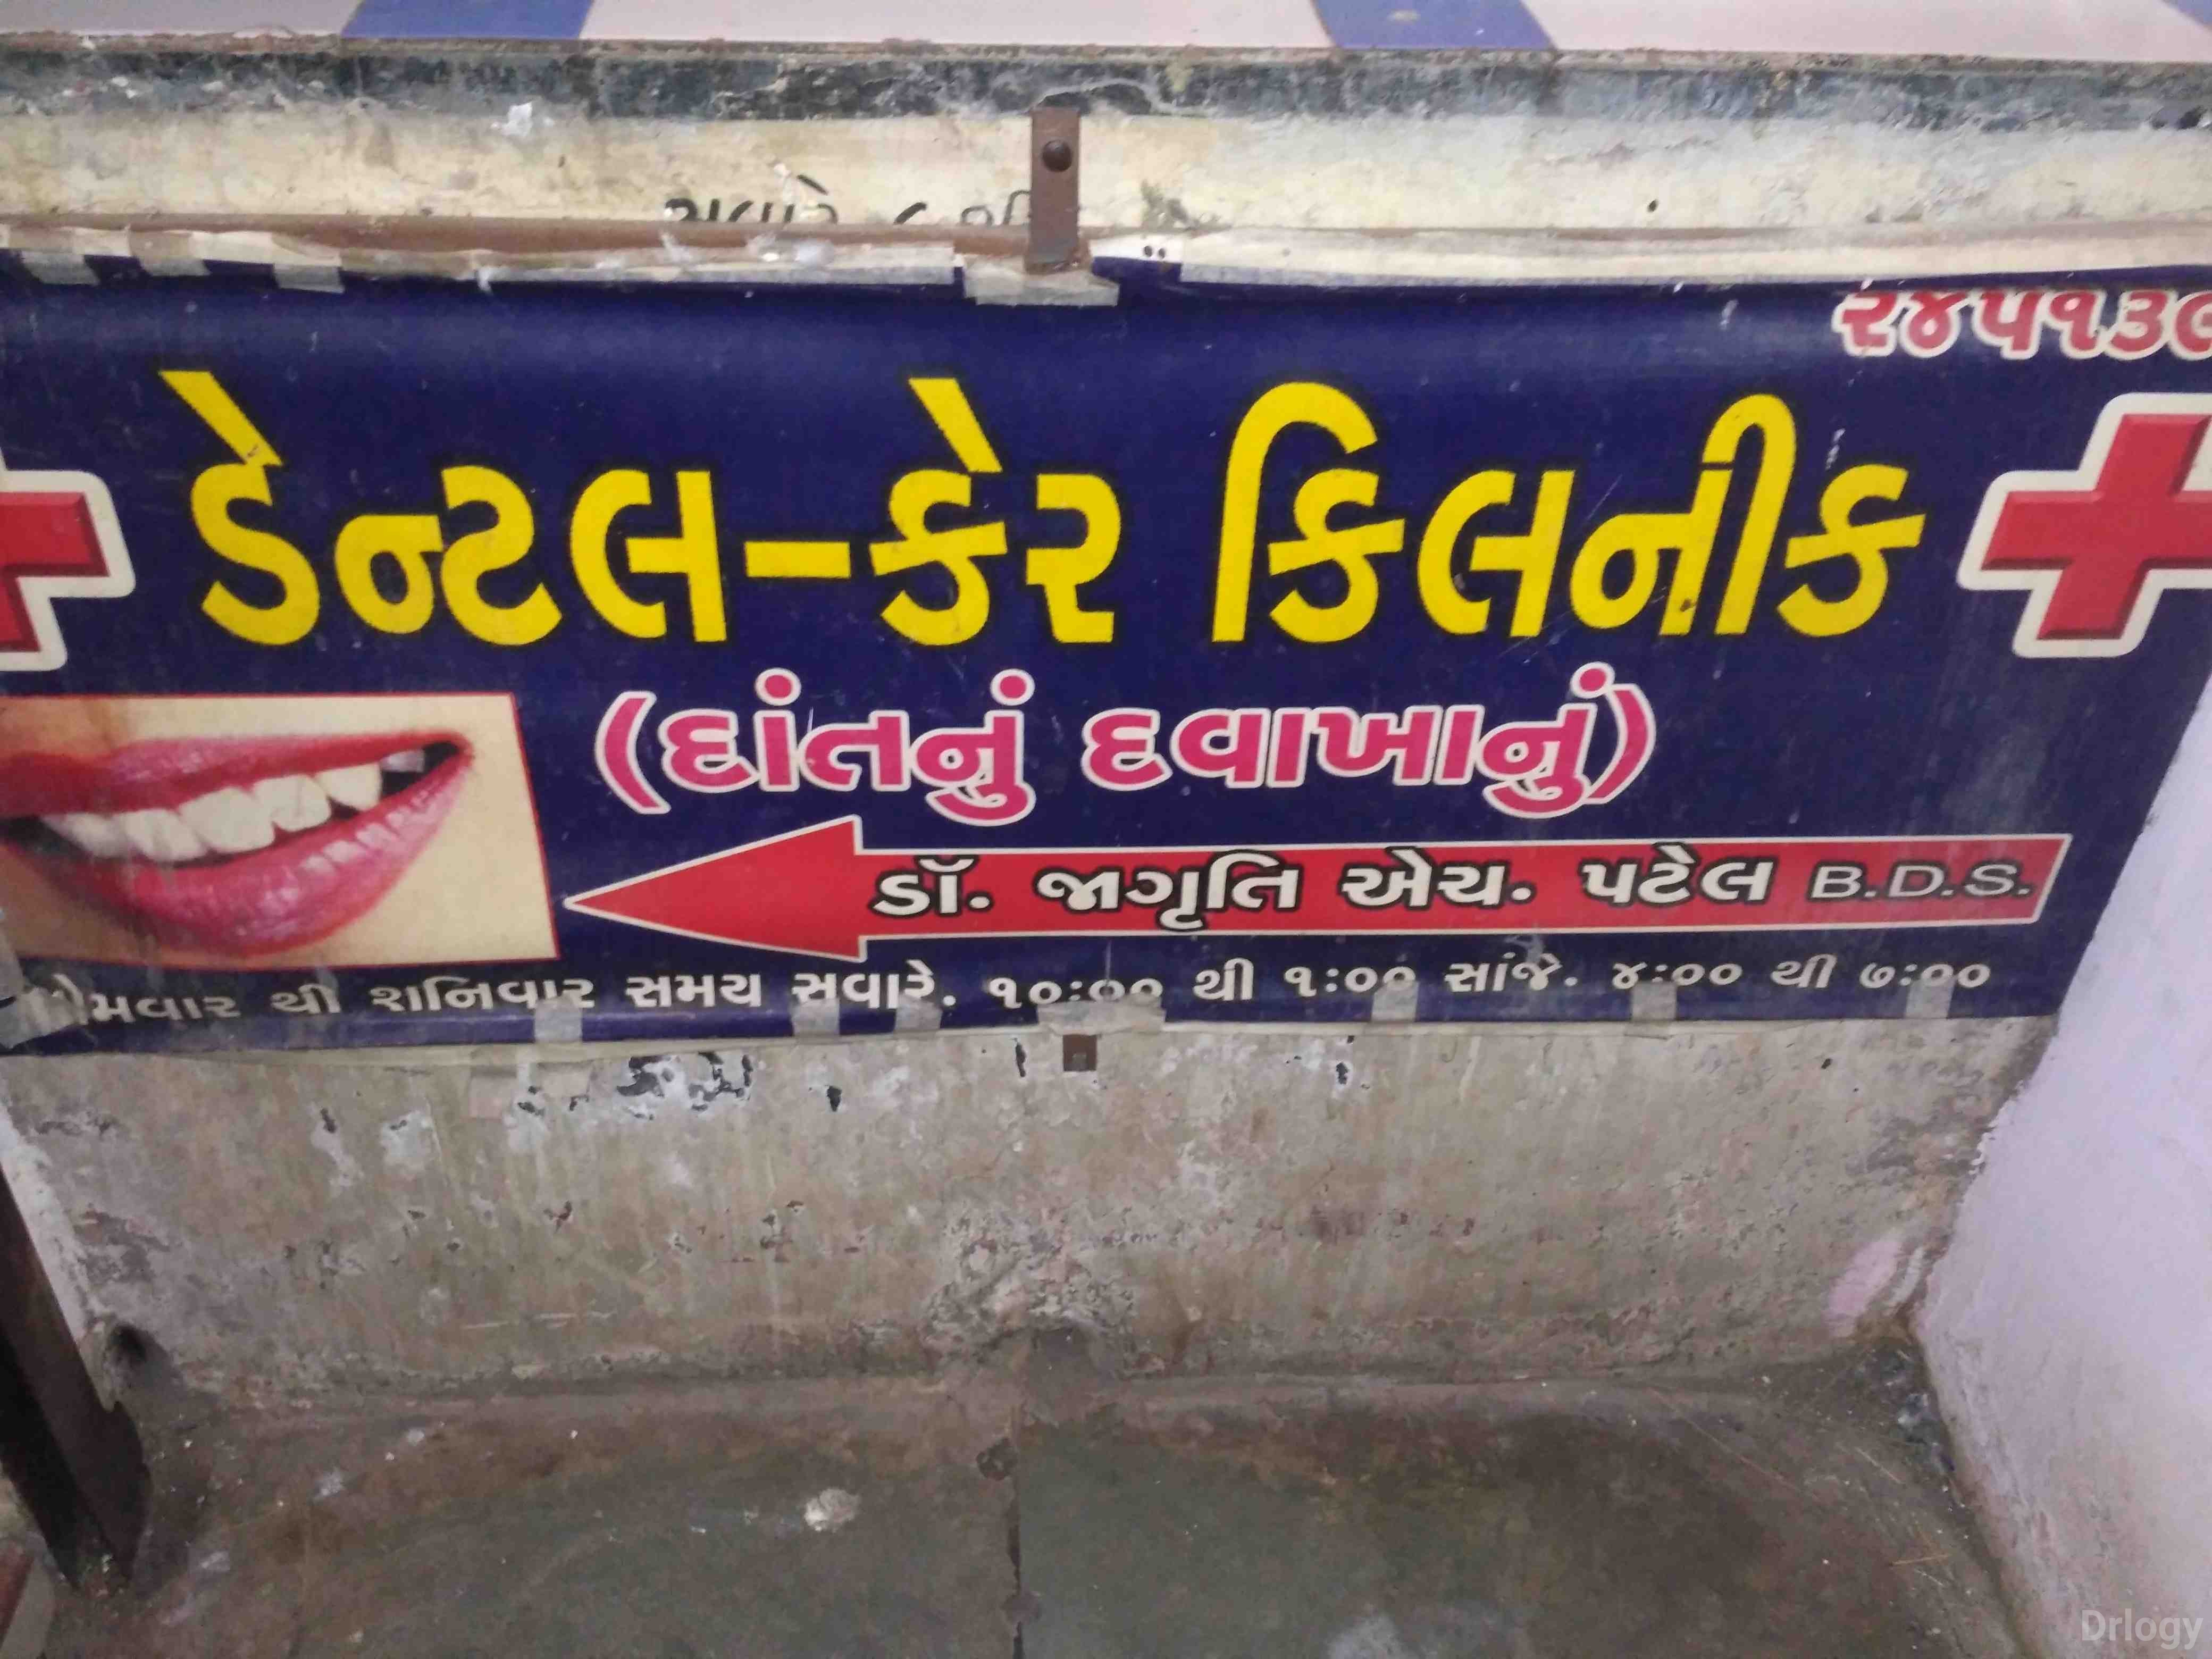 ૨૪૫૧૩
ડેન્ટલ-કેર કિલનીક
(દાંતનું દવાખાનું)
ડૉ. જાગૃતિ એચ. પટેલ B.D.S.
થી શનિવાર સમય સવારે. ૧૦:૦૦ થી ૧:૦૦ સાંજે. ૪:૦૦ થી ૭:૦૦
Drlogy